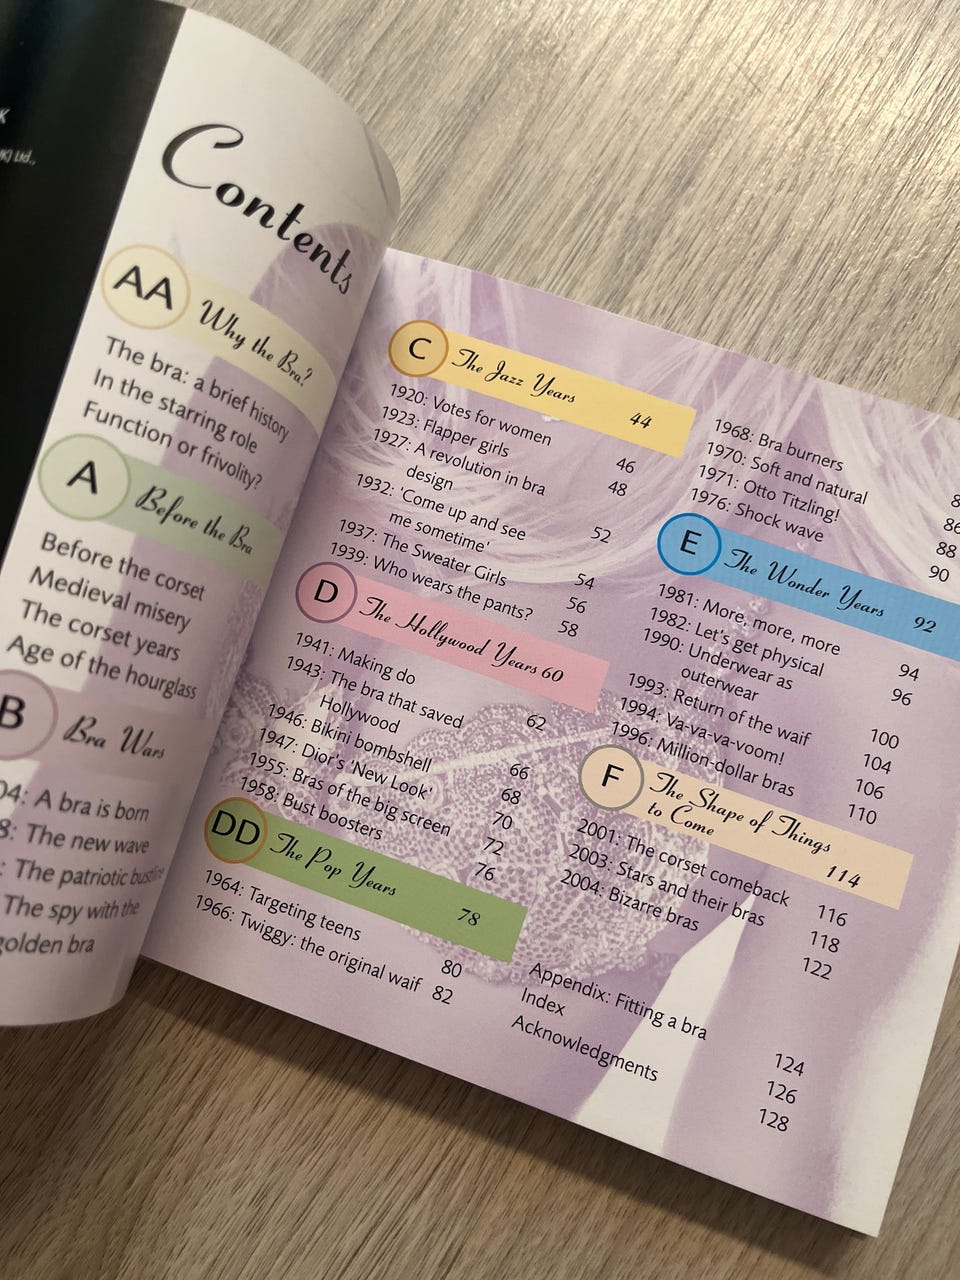 K
K) Ltd.,
Contents
AA Why the Bra?
The bra: a brief history
In the starring role
Function or frivolity?
A Before the Bra
Before the corset
Medieval misery
The corset years
Age of the hourglass
B Bra Wars
04: A bra is born
8: The new wave
: The patriotic
The spy with the
golden bra
C The Jazz Years 44
1920: Votes for women 46
1923: Flapper girls 48
1927: A revolution in bra
design 52
1932: 'Come up and see
me sometime' 54
1937: The Sweater Girls 56
1939: Who wears the pants? 58
D The Hollywood Years 60
1941: Making do 62
1943: The bra that saved
Hollywood 66
1946: Bikini bombshell 68
1947: Dior's 'New Look' 70
1955: Bras of the big screen 72
1958: Bust boosters 76
DD The Pop Years 78
1964: Targeting teens 80
1966: Twiggy: the original waif 82
1968: Bra burners 8
1970: Soft and natural 86
1971: Otto Titzling! 88
1976: Shock wave 90
E The Wonder Years 92
1981: More, more, more 94
1982: Let's get physical 96
1990: Underwear as
outerwear 100
1993: Return of the waif 104
1994: Va-va-va-voom! 106
1996: Million-dollar bras 110
F The Shape of Things
to Come 114
2001: The corset comeback 116
2003: Stars and their bras 118
2004: Bizarre bras 122
Appendix: Fitting a bra 124
Index 126
Acknowledgments 128